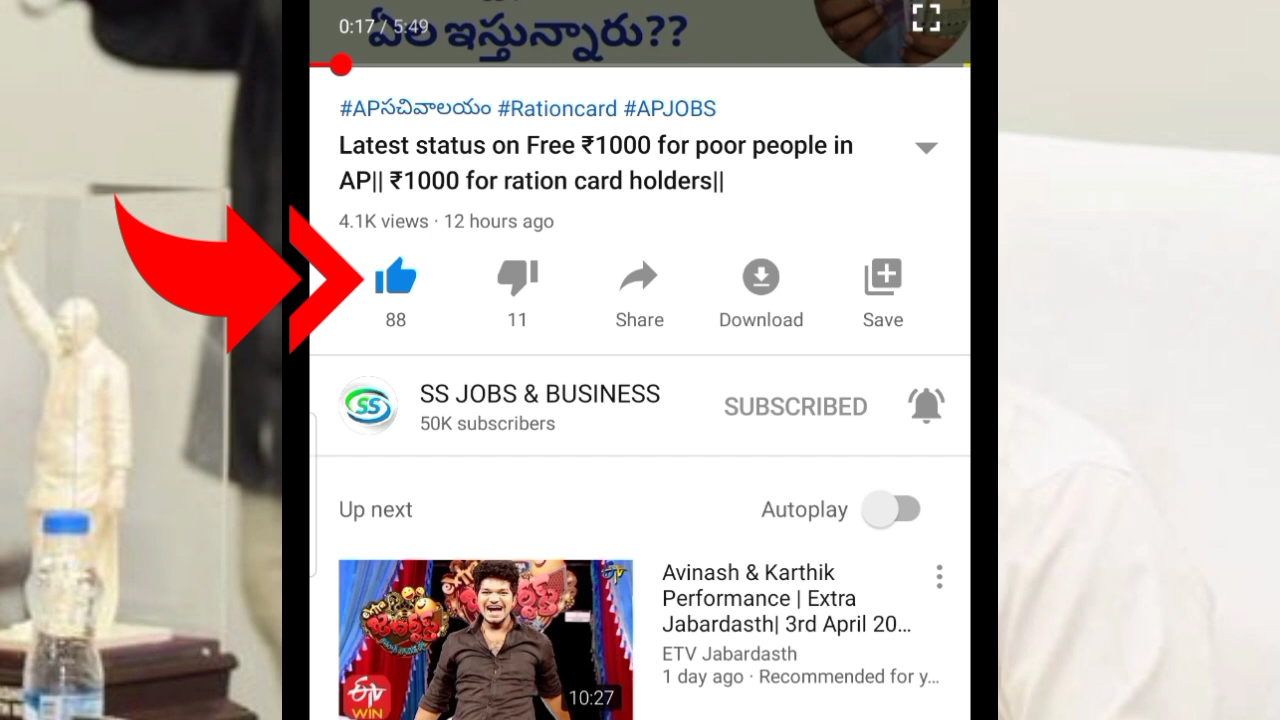 0:17 / 5:49
ఏల ఇస్తున్నారు??
#APసచివాలయం #Rationcard #APJOBS
Latest status on Free ₹1000 for poor people in
AP|| ₹1000 for ration card holders||
4.1K views · 12 hours ago
88
11
Share
Download
Save
SS
SS JOBS & BUSINESS
50K subscribers
SUBSCRIBED
Up next
Autoplay
Avinash & Karthik
Performance | Extra
Jabardasth| 3rd April 20...
ETV Jabardasth
1 day ago · Recommended for y...
WIN
10:27